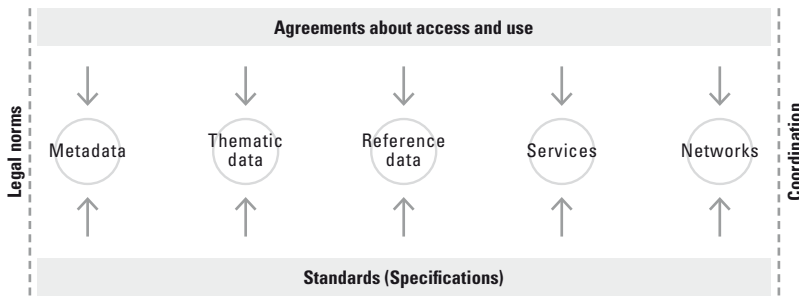 Agreements about access and use
Legal norms
Metadata
Thematic
data
Reference
data
Services
Networks
Coordination
Standards (Specifications)